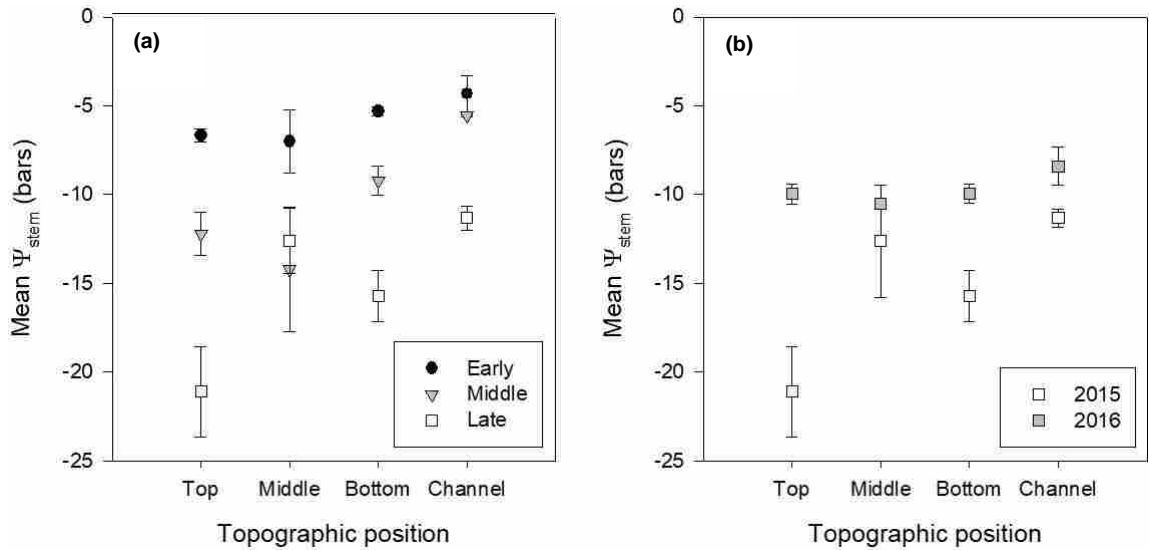 (a)
Mean Ψstem (bars)
0
-5
-10
-15
-20
-25
Early
Middle
Late
Top Middle Bottom Channel
Topographic position
(b)
Mean Ψstem (bars)
0
-5
-10
-15
-20
-25
2015
2016
Top Middle Bottom Channel
Topographic position